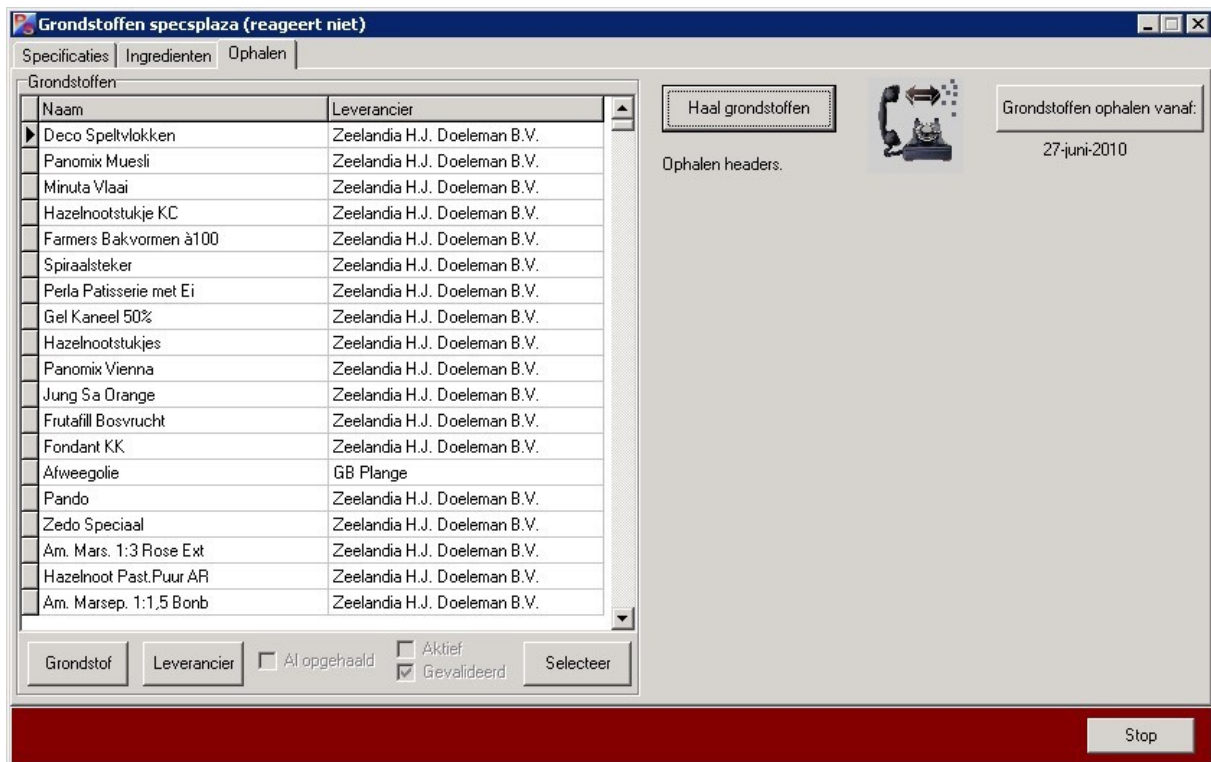 Grondstoffen specsplaza (reageert niet)
Specificaties Ingredienten Ophalen
Grondstoffen
Naam Leverancier
Deco Speltvlokken Zeelandia H.J. Doeleman B.V.
Panomix Muesli Zeelandia H.J. Doeleman B.V.
Minuta Vlaai Zeelandia H.J. Doeleman B.V.
Hazelnootstukje KC Zeelandia H.J. Doeleman B.V.
Farmers Bakvormen à100 Zeelandia H.J. Doeleman B.V.
Spiraalsteker Zeelandia H.J. Doeleman B.V.
Perla Patisserie met Ei Zeelandia H.J. Doeleman B.V.
Gel Kaneel 50% Zeelandia H.J. Doeleman B.V.
Hazelnootstukjes Zeelandia H.J. Doeleman B.V.
Panomix Vienna Zeelandia H.J. Doeleman B.V.
Jung Sa Orange Zeelandia H.J. Doeleman B.V.
Frutafill Bosvrucht Zeelandia H.J. Doeleman B.V.
Fondant KK Zeelandia H.J. Doeleman B.V.
Afweegolie GB Plange
Pando Zeelandia H.J. Doeleman B.V.
Zedo Speciaal Zeelandia H.J. Doeleman B.V.
Am. Mars. 1:3 Rose Ext Zeelandia H.J. Doeleman B.V.
Hazelnoot Past.Puur AR Zeelandia H.J. Doeleman B.V.
Am. Marsep. 1:1,5 Bonb Zeelandia H.J. Doeleman B.V.
Grondstof Leverancier Al opgehaald Aktief Gevalideerd Selecteer
Haal grondstoffen
Ophalen headers.
Grondstoffen ophalen vanaf:
27-juni-2010
Stop